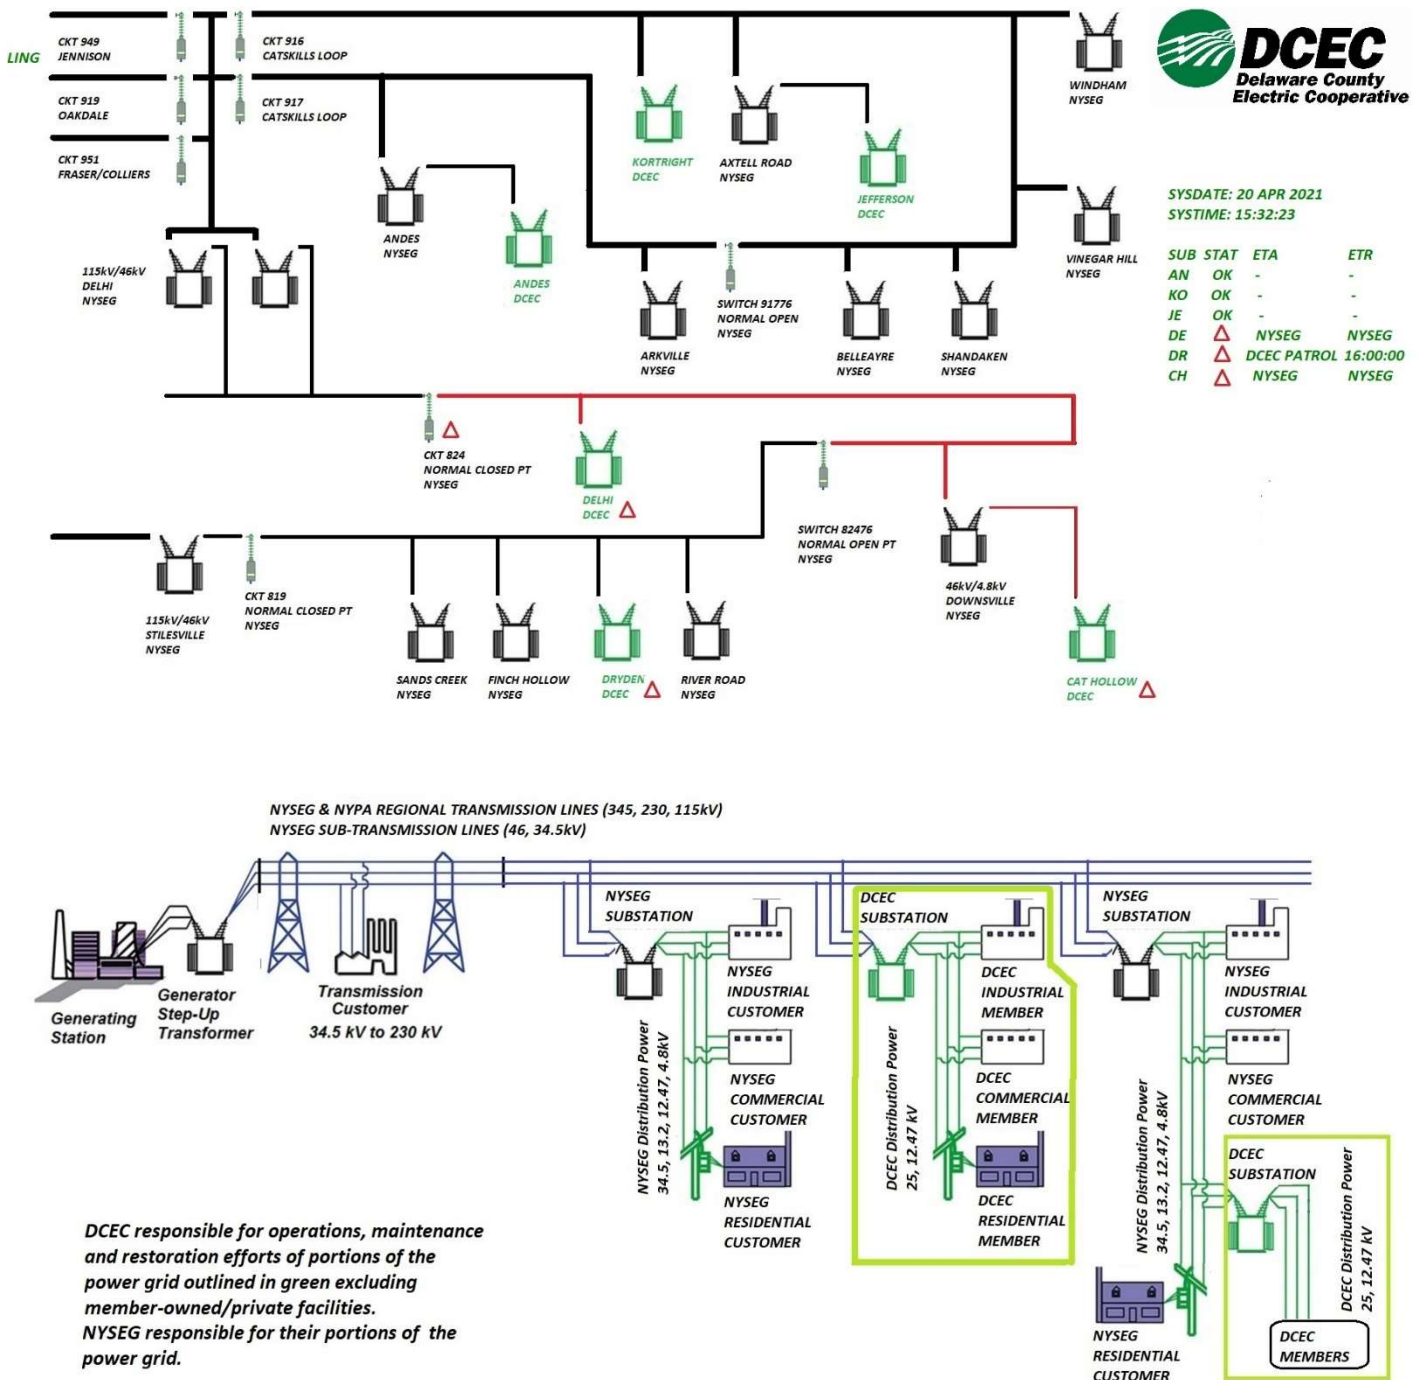 LING
CKT 949
JENNISON
CKT 916
CATSKILLS LOOP
CKT 919
OAKDALE
CKT 917
CATSKILLS LOOP
CKT 951
FRASER/COLLIERS
WINDHAM
NYSEG
DCEC
Delaware County
Electric Cooperative
KORTRIGHT
DCEC
AXTELL ROAD
NYSEG
JEFFERSON
DCEC
ANDES
NYSEG
ANDES
DCEC
115kV/46kV
DELHI
NYSEG
VINEGAR HILL
NYSEG
SWITCH 91776
NORMAL OPEN
NYSEG
ARKVILLE
NYSEG
BELLEAYRE
NYSEG
SHANDAKEN
NYSEG
SYSDATE: 20 APR 2021
SYSTIME: 15:32:23
SUB STAT ETA ETR
AN OK - -
KO OK - -
JE OK - -
DE △ NYSEG NYSEG
DR △ DCEC PATROL 16:00:00
CH △ NYSEG NYSEG
CKT 824
NORMAL CLOSED PT
NYSEG
DELHI
DCEC
SWITCH 82476
NORMAL OPEN PT
NYSEG
46kV/4.8kV
DOWNSVILLE
NYSEG
115kV/46kV
STILESVILLE
NYSEG
CKT 819
NORMAL CLOSED PT
NYSEG
SANDS CREEK
NYSEG
FINCH HOLLOW
NYSEG
DRYDEN
DCEC
RIVER ROAD
NYSEG
CAT HOLLOW
DCEC
NYSEG & NYPA REGIONAL TRANSMISSION LINES (345, 230, 115kV)
NYSEG SUB-TRANSMISSION LINES (46, 34.5kV)
Generating
Station
Generator
Step-Up
Transformer
Transmission
Customer
34.5 kV to 230 kV
NYSEG
SUBSTATION
NYSEG
INDUSTRIAL
CUSTOMER
NYSEG
COMMERCIAL
CUSTOMER
NYSEG
RESIDENTIAL
CUSTOMER
NYSEG Distribution Power
34.5, 13.2, 12.47, 4.8kV
DCEC
SUBSTATION
DCEC
INDUSTRIAL
MEMBER
DCEC
COMMERCIAL
MEMBER
DCEC
RESIDENTIAL
MEMBER
DCEC Distribution Power
25, 12.47 kV
NYSEG
SUBSTATION
NYSEG
INDUSTRIAL
CUSTOMER
NYSEG
COMMERCIAL
CUSTOMER
NYSEG Distribution Power
34.5, 13.2, 12.47, 4.8kV
DCEC
SUBSTATION
DCEC Distribution Power
25, 12.47 kV
DCEC
MEMBERS
NYSEG
RESIDENTIAL
CUSTOMER
DCEC responsible for operations, maintenance
and restoration efforts of portions of the
power grid outlined in green excluding
member-owned/private facilities.
NYSEG responsible for their portions of the
power grid.